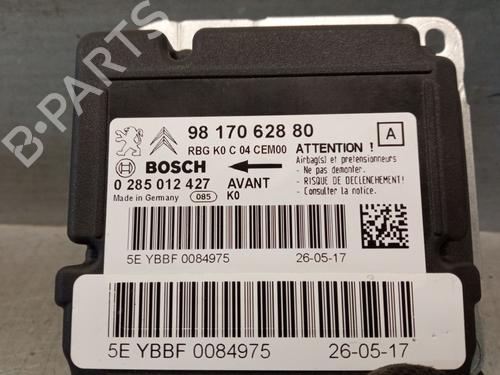 B-PARTS
98 170 628 80
A
RBG K0 C 04 CEM00
ATTENTION !
BOSCH
Airbag(s) et pretensionneurs
- Ne pas demonter.
0 285 012 427 AVANT
- RISQUE DE DECLENCHEMENT!
Made in Germany 085 K0
- Consulter la notice.
5E YBBF 0084975 26-05-17
5E YBBF 0084975 26-05-17